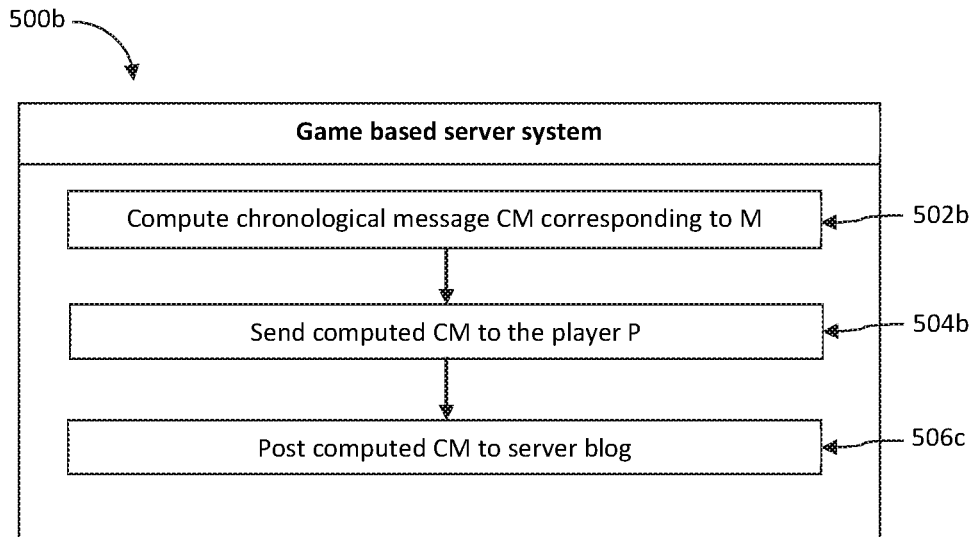 500b
Game based server system
Compute chronological message CM corresponding to M
502b
Send computed CM to the player P
504b
Post computed CM to server blog
506c